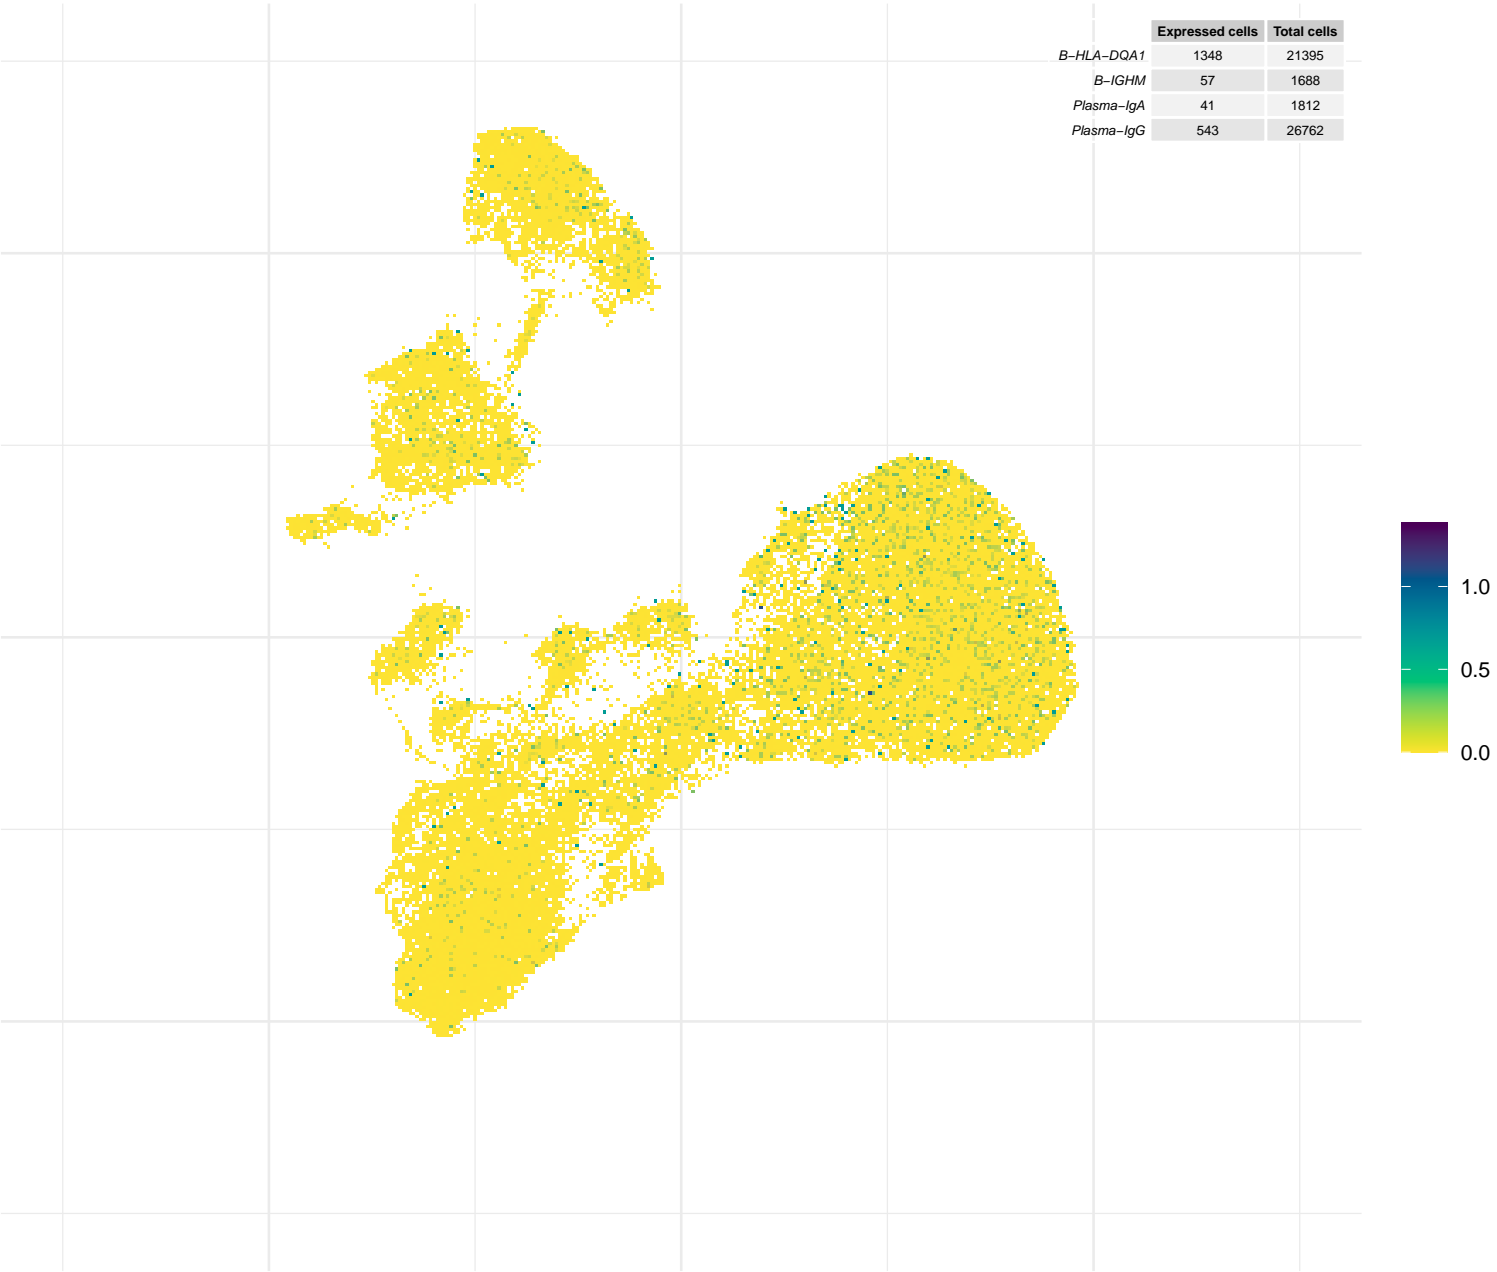 Expressed cells Total cells
B-HLA-DQA1 1348 21395
B-IGHM 57 1688
Plasma-IgA 41 1812
Plasma-IgG 543 26762
1.0
0.5
0.0